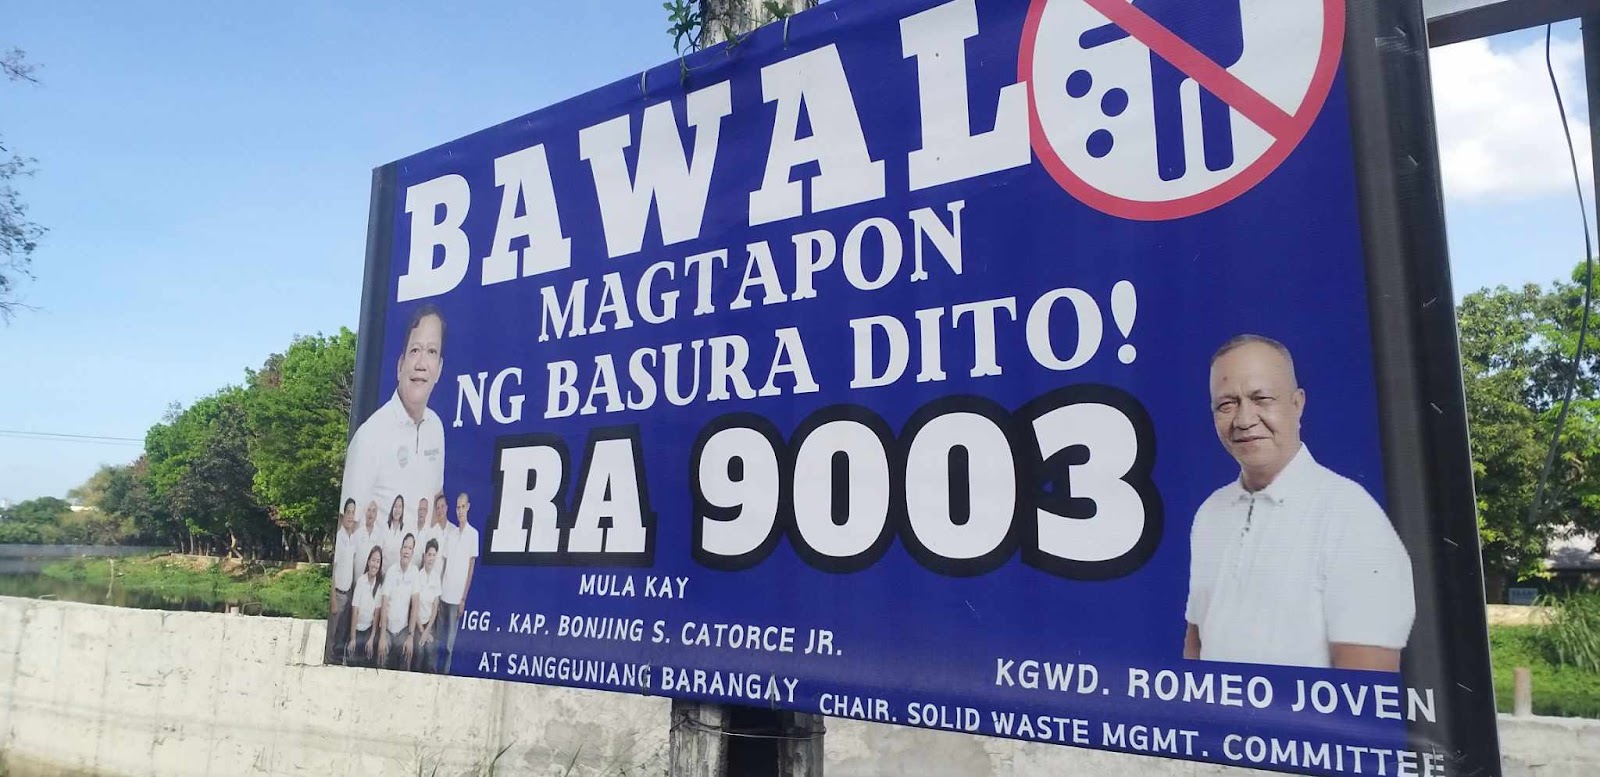 BAWAL
MAGTAPON
NG BASURA DITO!
RA 9003
MULA KAY
IGG . KAP. BONJING S. CATORCE JR.
AT SANGGUNIANG BARANGAY
KGWD. ROMEO JOVEN
CHAIR. SOLID WASTE MGMT. COMMITTEE